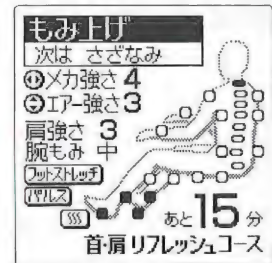 もみ上げ
次は さざなみ
メカ強さ 4
エアー強さ 3
肩強さ 3
腕もみ 中
フットストレッチ
パルス
あと15分
首・肩リフレッシュコース